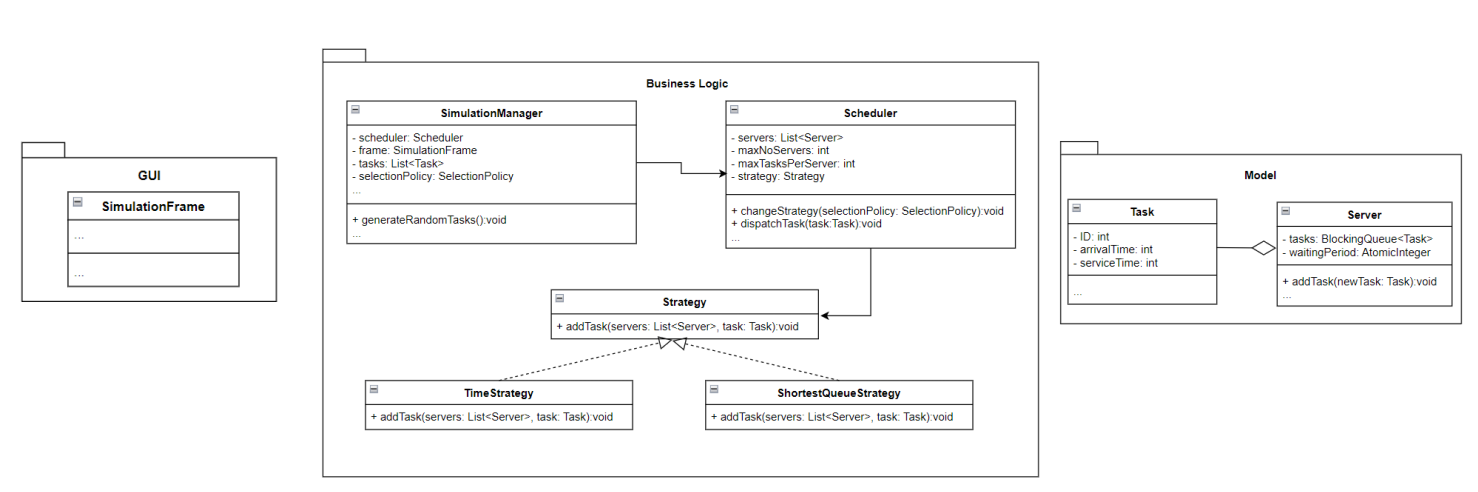 GUI
SimulationFrame
...
...
Business Logic
SimulationManager
- scheduler: Scheduler
- frame: SimulationFrame
- tasks: List<Task>
- selectionPolicy: SelectionPolicy
...
+ generateRandomTasks():void
...
Scheduler
- servers: List<Server>
- maxNoServers: int
- maxTasksPerServer: int
- strategy: Strategy
+ changeStrategy(selectionPolicy: SelectionPolicy):void
+ dispatchTask(task:Task):void
...
Strategy
+ addTask(servers: List<Server>, task: Task):void
TimeStrategy
+ addTask(servers: List<Server>, task: Task):void
ShortestQueueStrategy
+ addTask(servers: List<Server>, task: Task):void
Model
Task
- ID: int
- arrivalTime: int
- serviceTime: int
...
Server
- tasks: BlockingQueue<Task>
- waitingPeriod: AtomicInteger
+ addTask(newTask: Task):void
...